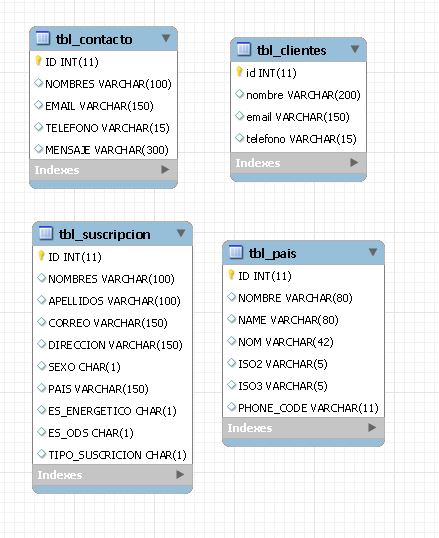 tbl_contacto
ID INT(11)
NOMBRES VARCHAR(100)
EMAIL VARCHAR(150)
TELEFONO VARCHAR(15)
MENSAJE VARCHAR(300)
Indexes
tbl_clientes
id INT(11)
nombre VARCHAR(200)
email VARCHAR(150)
telefono VARCHAR(15)
Indexes
tbl_suscripcion
ID INT(11)
NOMBRES VARCHAR(100)
APELLIDOS VARCHAR(100)
CORREO VARCHAR(150)
DIRECCION VARCHAR(150)
SEXO CHAR(1)
PAIS VARCHAR(150)
ES_ENERGETICO CHAR(1)
ES_ODS CHAR(1)
TIPO_SUSCRICION CHAR(1)
Indexes
tbl_pais
ID INT(11)
NOMBRE VARCHAR(80)
NAME VARCHAR(80)
NOM VARCHAR(42)
ISO2 VARCHAR(5)
ISO3 VARCHAR(5)
PHONE_CODE VARCHAR(11)
Indexes